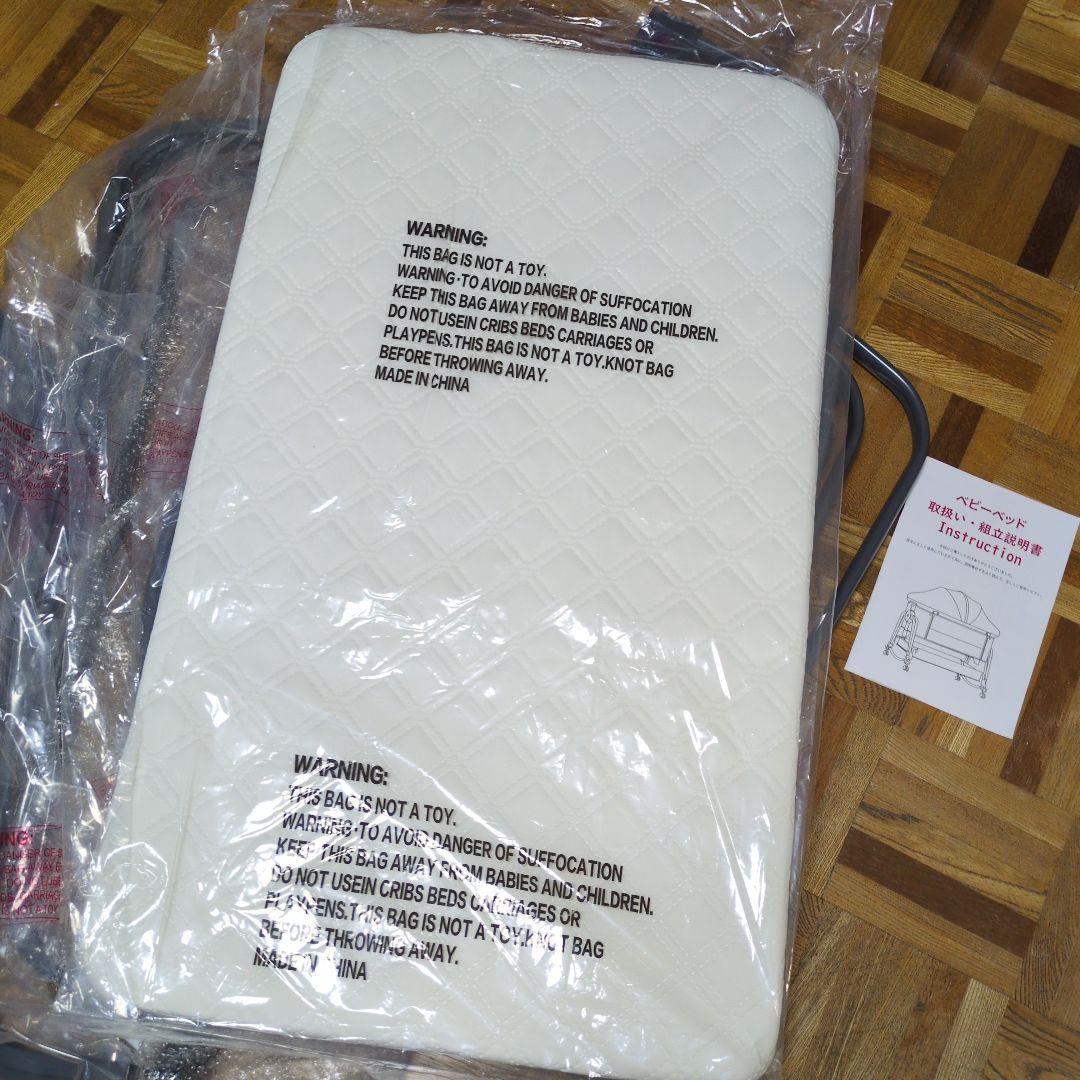 WARNING:
THIS BAG IS NOT A TOY.
WARNING·TO AVOID DANGER OF SUFFOCATION
KEEP THIS BAG AWAY FROM BABIES AND CHILDREN.
DO NOTUSEIN CRIBS BEDS CARRIAGES OR
PLAYPENS.THIS BAG IS NOT A TOY.KNOT BAG
BEFORE THROWING AWAY.
MADE IN CHINA
WARNING:
THIS BAG IS NOT A TOY.
WARNING·TO AVOID DANGER OF SUFFOCATION
KEEP THIS BAG AWAY FROM BABIES AND CHILDREN.
DO NOT USEIN CRIBS BEDS CARRIAGES OR
PLAYPENS.THIS BAG IS NOT A TOY.KNOT BAG
BEFORE THROWING AWAY.
MADE IN CHINA
ベビーベッド
取扱い・組立説明書
Instruction